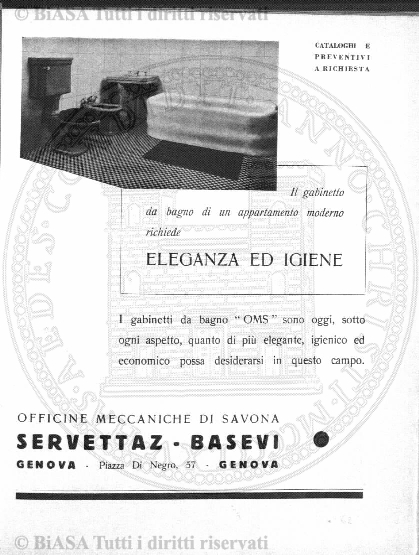 © BiASA Tutti i diritti riservati
CATALOGHI E
PREVENTIVI
A RICHIESTA
Il gabinetto
da bagno di un appartamento moderno
richiede
ELEGANZA ED IGIENE
I gabinetti da bagno "OMS" sono oggi, sotto
ogni aspetto, quanto di più elegante, igienico ed
economico possa desiderarsi in questo campo.
OFFICINE MECCANICHE DI SAVONA
SERVETTAZ - BASEVI
GENOVA - Piazza Di Negro, 57 - GENOVA
© BiASA Tutti i diritti riservati